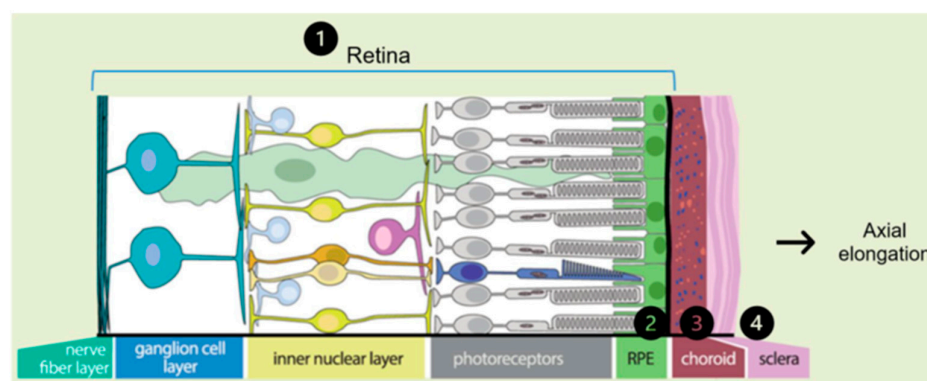 1
Retina
Axial
elongation
2
3
4
nerve
fiber layer
ganglion cell
layer
inner nuclear layer
photoreceptors
RPE
choroid
sclera